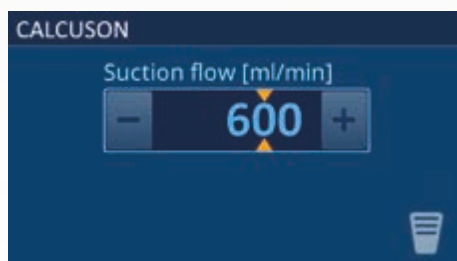 CALCUSON
Suction flow [ml/min]
− 600 +